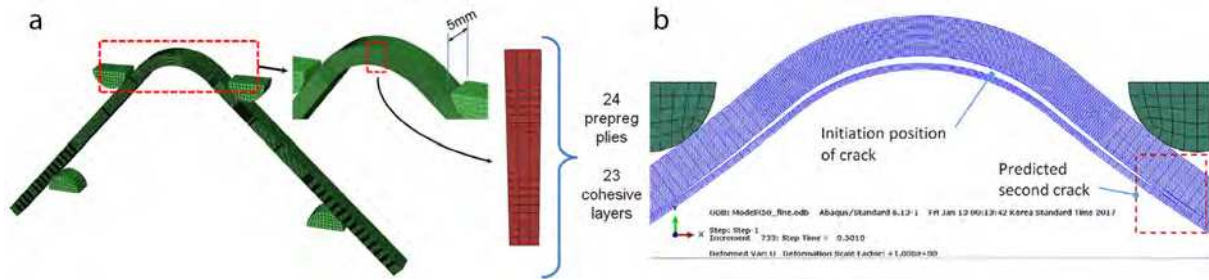 a
5mm
24
prepreg
plies
23
cohesive
layers
b
Initiation position
of crack
Predicted
second crack
ODB: ModelR50_fine.odb Abaqus/Standard 6.13-1 Fri Jan 13 00:13:42 Korea Standard Time 2017
X
Step: Step-1
Increment 733: Step Time = 0.3010
Deformed Var: U Deformation Scale Factor: +1.000e+00